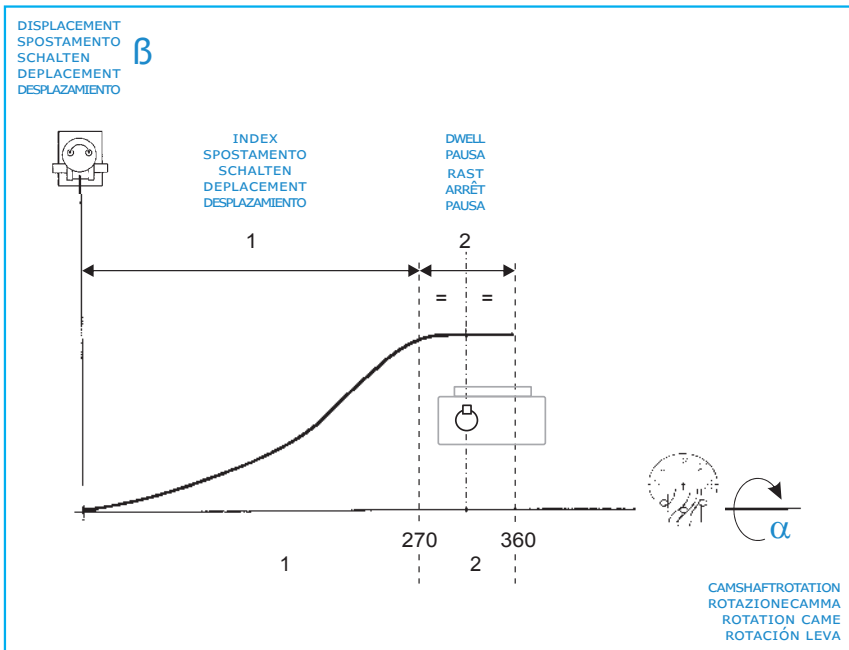 DISPLACEMENT
SPOSTAMENTO
SCHALTEN
DEPLACEMENT
DESPLAZAMIENTO
ß
INDEX
SPOSTAMENTO
SCHALTEN
DEPLACEMENT
DESPLAZAMIENTO
DWELL
PAUSA
RAST
ARRÊT
PAUSA
1
2
= =
270
360
1
2
α
CAMSHAFTROTATION
ROTAZIONECAMMA
ROTATION CAME
ROTACIÓN LEVA